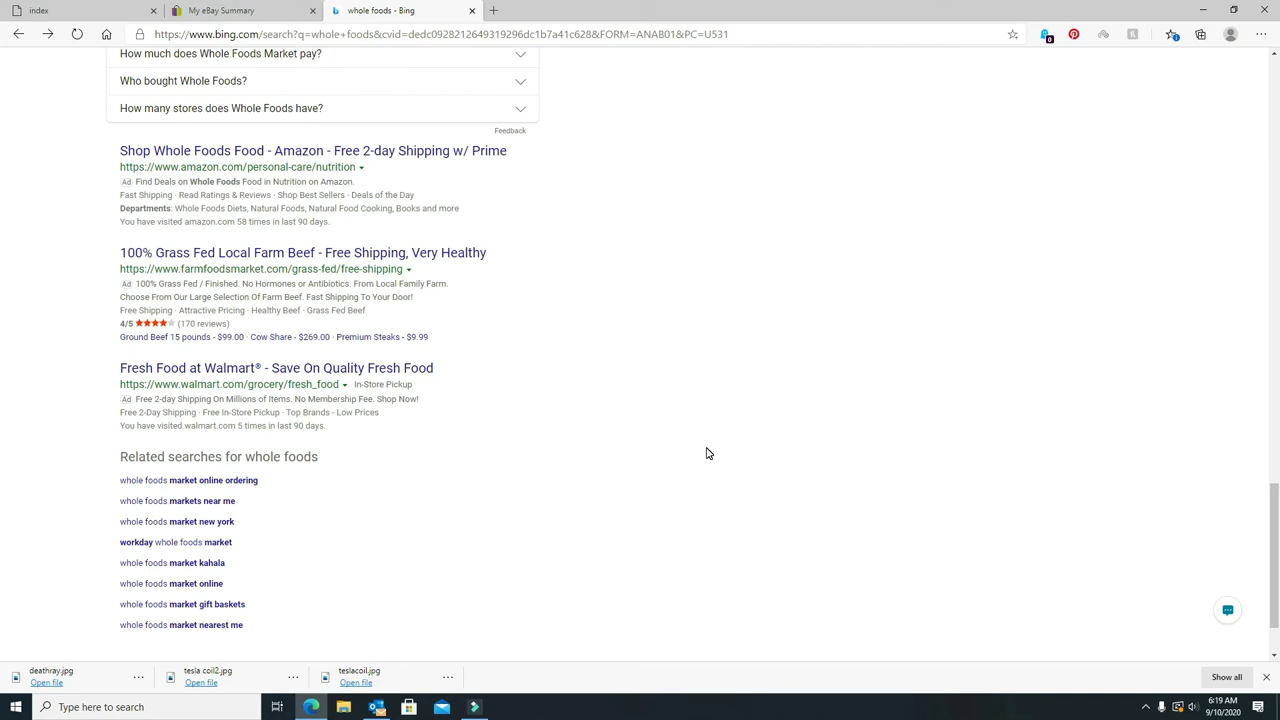 index
My eBay Summary
whole foods - Bing
https://www.bing.com/search?q=whole+foods&cvid=dedc0928212649319296dc1b7a41c628&FORM=ANAB01&PC=U531
How much does Whole Foods Market pay?
Who bought Whole Foods?
How many stores does Whole Foods have?
Feedback
Shop Whole Foods Food - Amazon - Free 2-day Shipping w/ Prime
https://www.amazon.com/personal-care/nutrition
Ad Find Deals on Whole Foods Food in Nutrition on Amazon.
Fast Shipping · Read Ratings & Reviews · Shop Best Sellers · Deals of the Day
Departments: Whole Foods Diets, Natural Foods, Natural Food Cooking, Books and more
You have visited amazon.com 58 times in last 90 days.
100% Grass Fed Local Farm Beef - Free Shipping, Very Healthy
https://www.farmfoodsmarket.com/grass-fed/free-shipping
Ad 100% Grass Fed / Finished. No Hormones or Antibiotics. From Local Family Farm.
Choose From Our Large Selection Of Farm Beef. Fast Shipping To Your Door!
Free Shipping · Attractive Pricing · Healthy Beef · Grass Fed Beef
4/5 (170 reviews)
Ground Beef 15 pounds - $99.00 · Cow Share - $269.00 · Premium Steaks - $9.99
Fresh Food at Walmart® - Save On Quality Fresh Food
https://www.walmart.com/grocery/fresh_food In-Store Pickup
Ad Free 2-day Shipping On Millions of Items. No Membership Fee. Shop Now!
Free 2-Day Shipping · Free In-Store Pickup · Top Brands - Low Prices
You have visited walmart.com 5 times in last 90 days.
Related searches for whole foods
whole foods market online ordering
whole foods markets near me
whole foods market new york
workday whole foods market
whole foods market kahala
whole foods market online
whole foods market gift baskets
whole foods market nearest me
deathray.jpg
Open file
tesla coil2.jpg
Open file
teslacoil.jpg
Open file
Show all
Type here to search
6:19 AM
9/10/2020